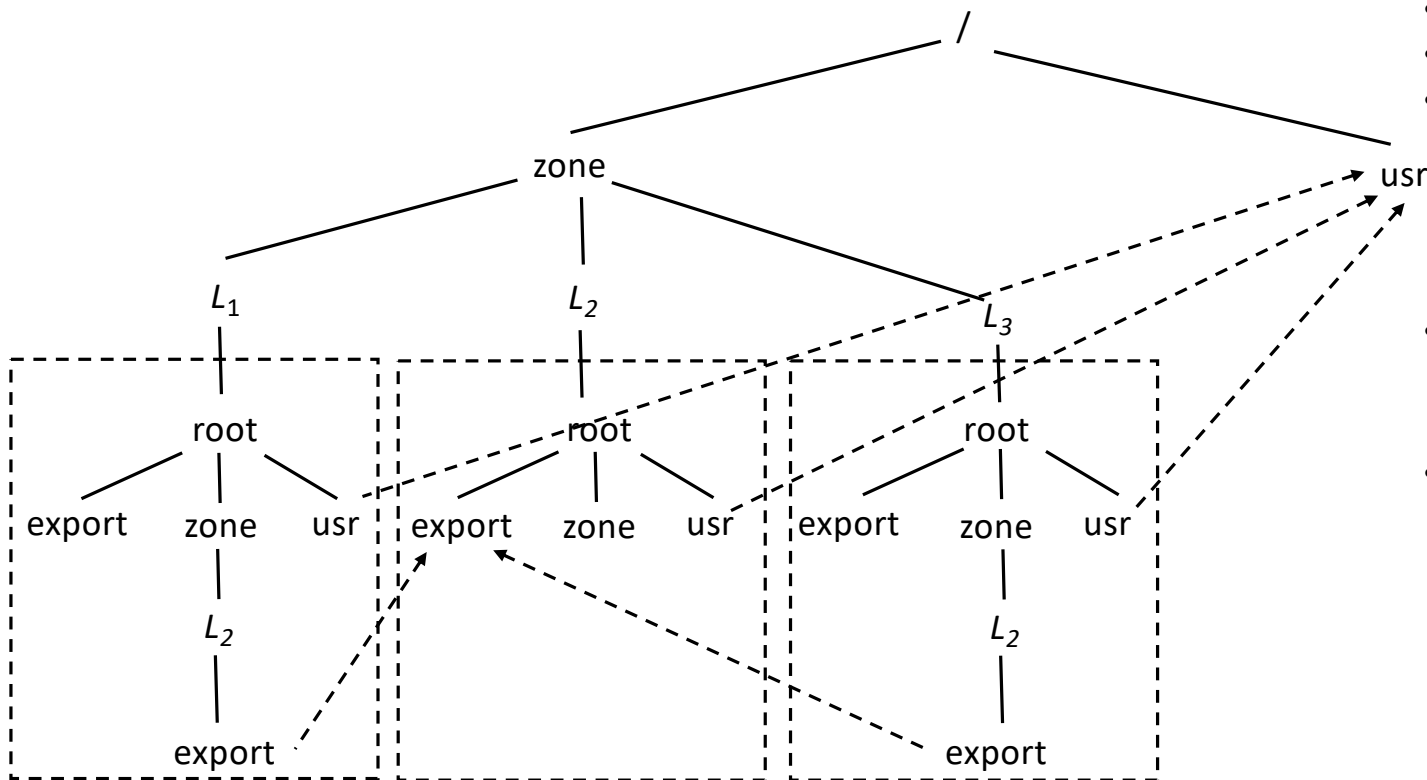 /
zone
usr
L₁
L₂
L₃
root
root
root
export zone usr
export zone usr
export zone usr
L₂
L₂
export
export